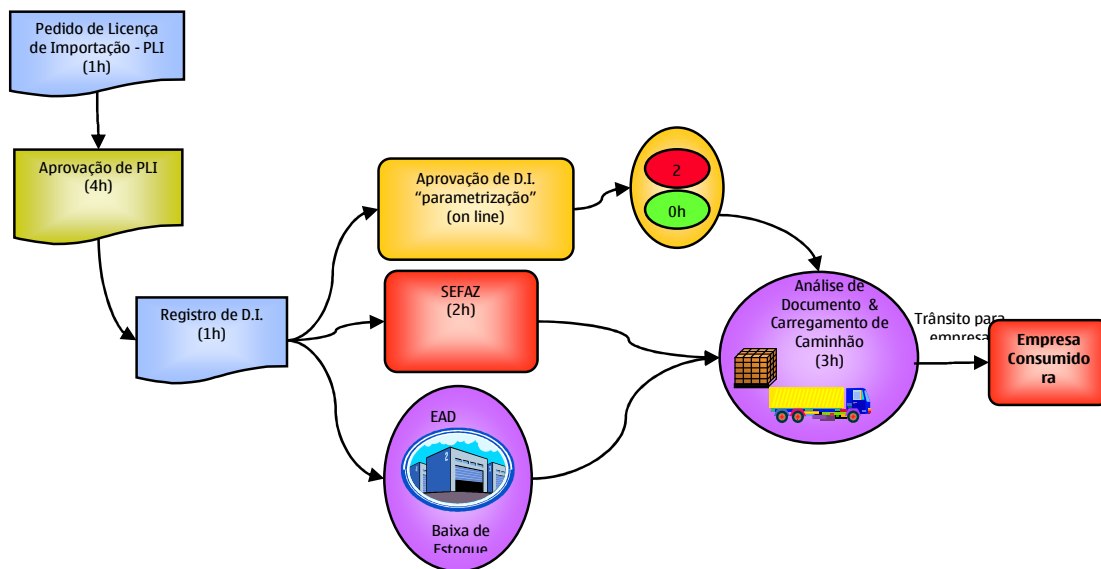 Pedido de Licença
de Importação - PLI
(1h)
Aprovação de PLI
(4h)
Registro de D.I.
(1h)
Aprovação de D.I.
“parametrização”
(on line)
2
0h
SEFAZ
(2h)
EAD
2
Baixa de
Estoque
Análise de
Documento &
Carregamento de
Caminhão
(3h)
Trânsito para
empresa
Empresa
Consumido
ra